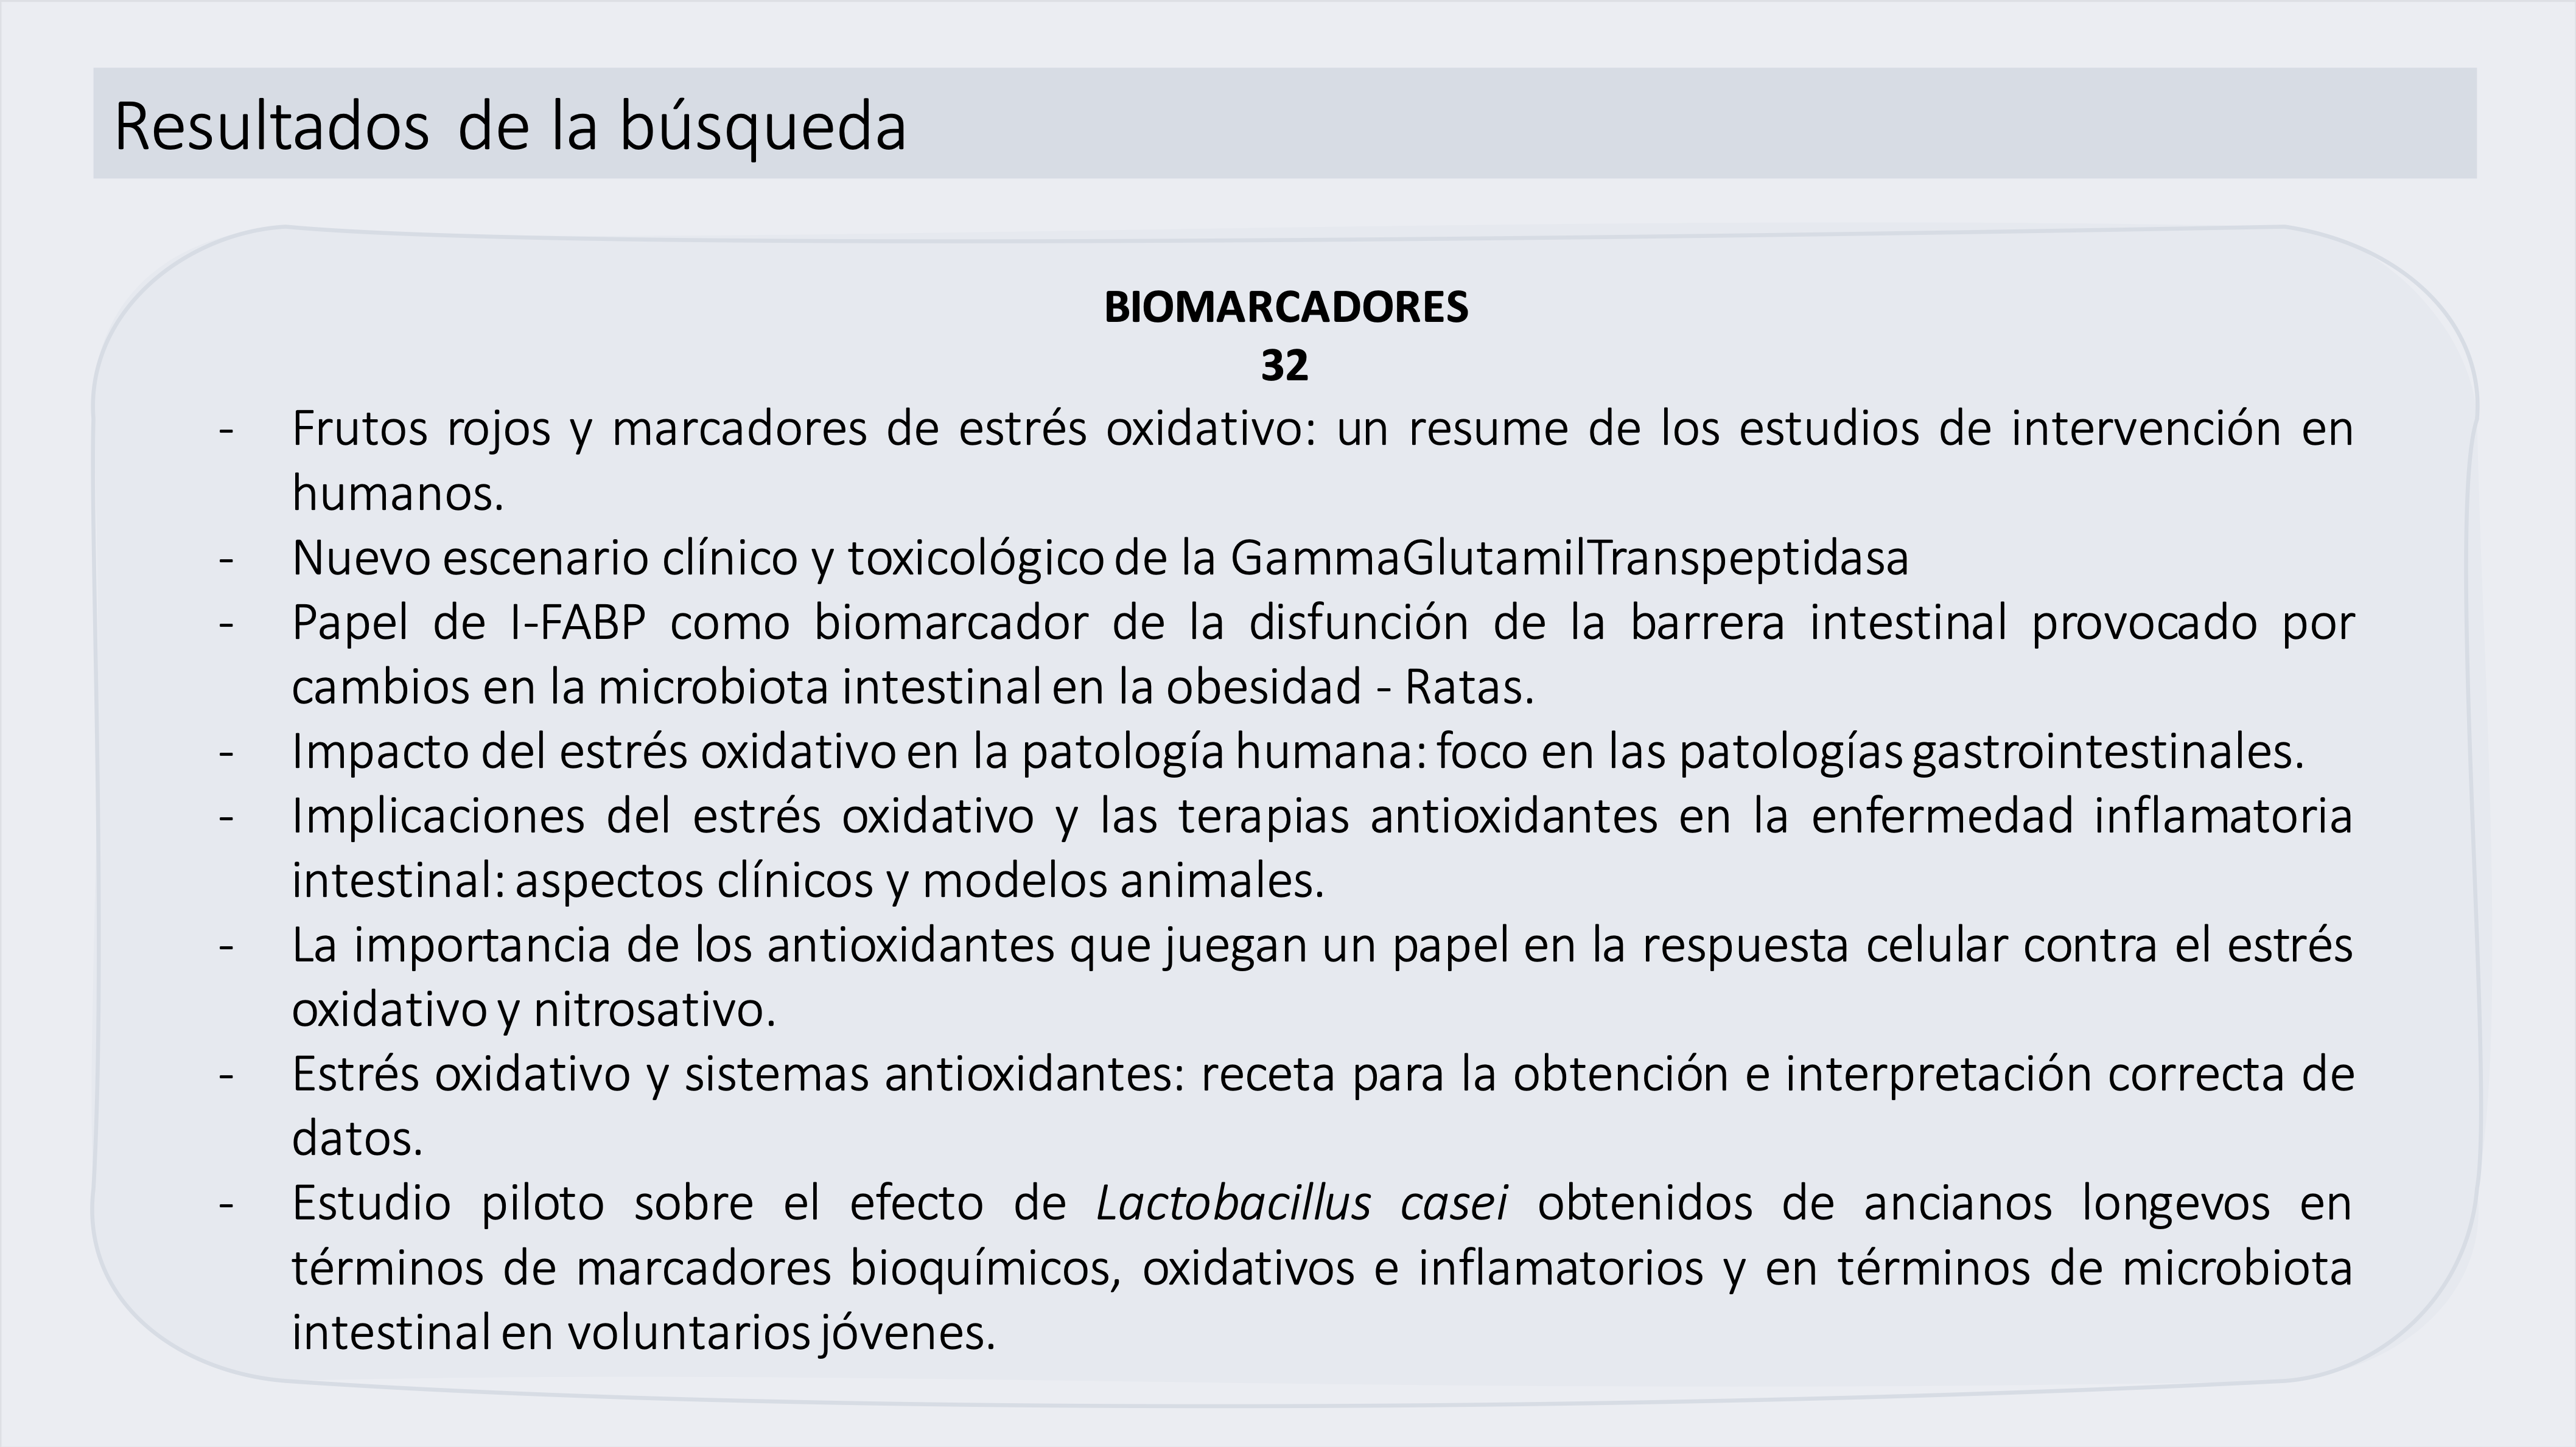 Resultados de la búsqueda
BIOMARCADORES
32
- Frutos rojos y marcadores de estrés oxidativo: un resume de los estudios de intervención en
humanos.
- Nuevo escenario clínico y toxicológico de la GammaGlutamilTranspeptidasa
- Papel de I-FABP como biomarcador de la disfunción de la barrera intestinal provocado por
cambios en la microbiota intestinal en la obesidad - Ratas.
- Impacto del estrés oxidativo en la patología humana: foco en las patologías gastrointestinales.
- Implicaciones del estrés oxidativo y las terapias antioxidantes en la enfermedad inflamatoria
intestinal: aspectos clínicos y modelos animales.
- La importancia de los antioxidantes que juegan un papel en la respuesta celular contra el estrés
oxidativo y nitrosativo.
- Estrés oxidativo y sistemas antioxidantes: receta para la obtención e interpretación correcta de
datos.
- Estudio piloto sobre el efecto de Lactobacillus casei obtenidos de ancianos longevos en
términos de marcadores bioquímicos, oxidativos e inflamatorios y en términos de microbiota
intestinal en voluntarios jóvenes.